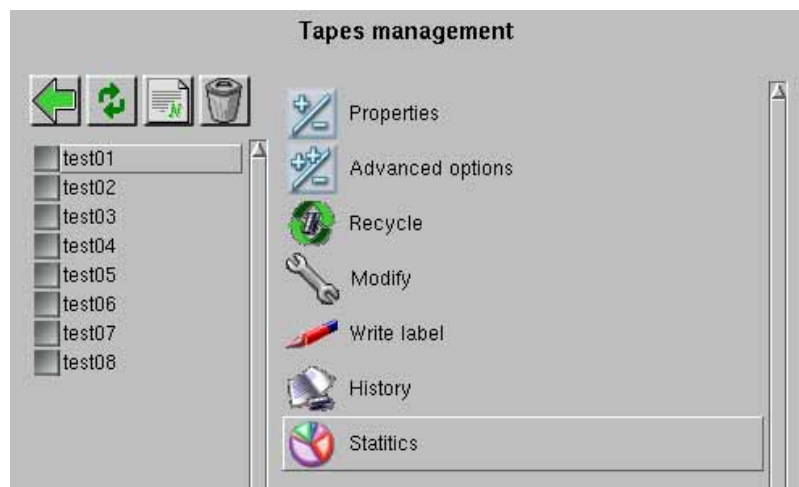 Tapes management
test01
test02
test03
test04
test05
test06
test07
test08
Properties
Advanced options
Recycle
Modify
Write label
History
Statitics